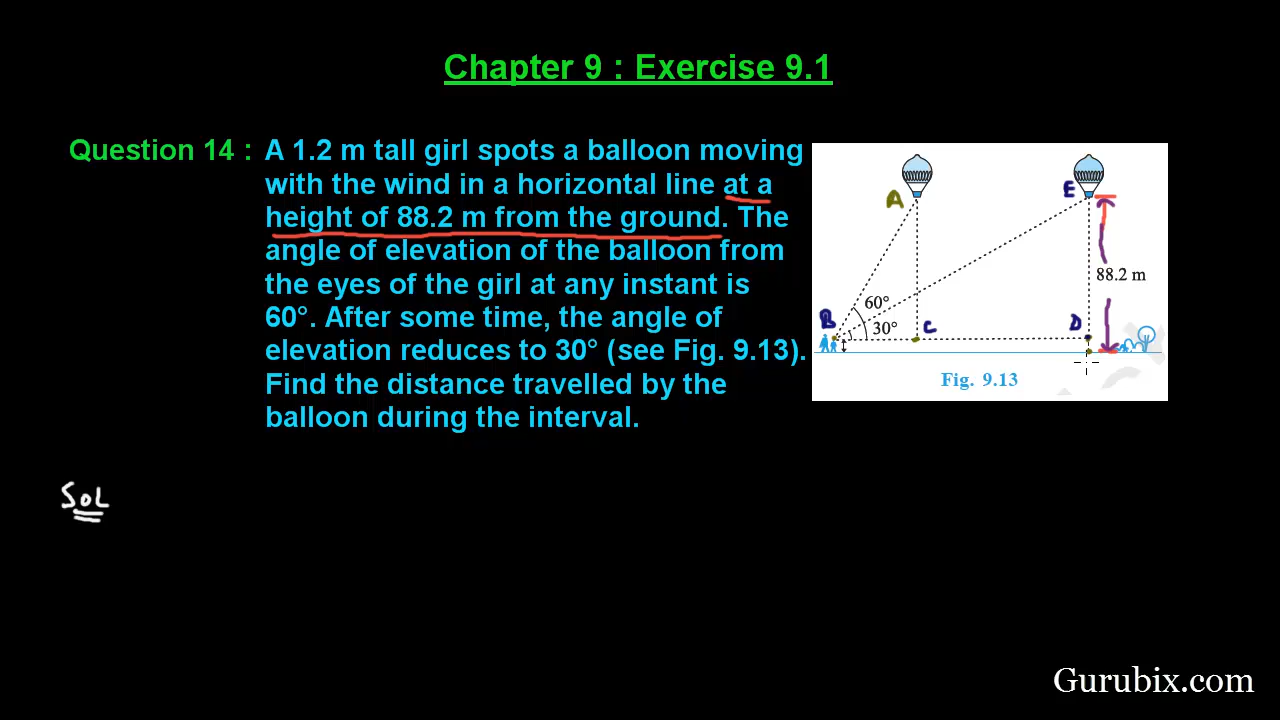 Chapter 9 : Exercise 9.1
Question 14 : A 1.2 m tall girl spots a balloon moving
with the wind in a horizontal line at a
height of 88.2 m from the ground. The
angle of elevation of the balloon from
the eyes of the girl at any instant is
60°. After some time, the angle of
elevation reduces to 30° (see Fig. 9.13).
Find the distance travelled by the
balloon during the interval.
A
E
88.2 m
60°
B
30°
C
D
Fig. 9.13
SOL
Gurubix.com